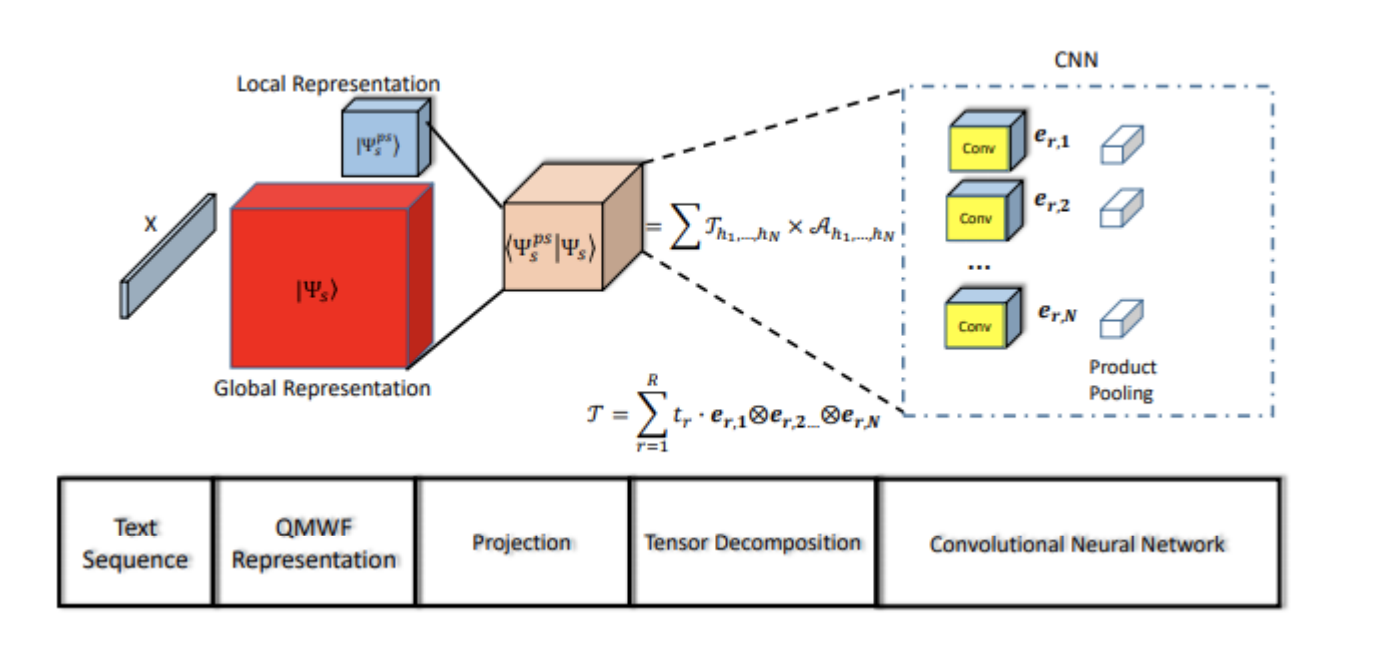 CNN
Local Representation
|Ψ_s^{ps}⟩
X
|Ψ_s⟩
Global Representation
⟨Ψ_s^{ps}|Ψ_s⟩
= ∑ 𝒯_{h_1,...,h_N} × 𝒜_{h_1,...,h_N}
Conv e_{r,1}
Conv e_{r,2}
...
Conv e_{r,N}
Product
Pooling
𝒯 = ∑_{r=1}^{R} t_r · e_{r,1}⊗e_{r,2...}⊗e_{r,N}
Text
Sequence
QMWF
Representation
Projection
Tensor Decomposition
Convolutional Neural Network